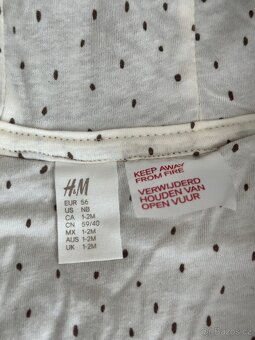 H&M
EUR 56
US NB
CA 1-2M
CN 59/40
MX 1-2M
AUS 1-2M
UK 1-2M
KEEP AWAY
FROM FIRE
VERWIJDERD
HOUDEN VAN
OPEN VUUR